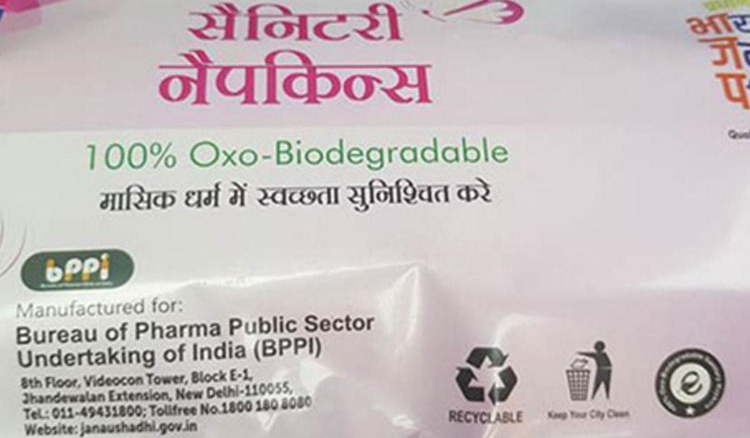 सैनिटरी
नैपकिन्स
100% Oxo-Biodegradable
मासिक धर्म में स्वच्छता सुनिश्चित करे
bppi
Manufactured for:
Bureau of Pharma Public Sector
Undertaking of India (BPPI)
8th Floor, Videocon Tower, Block E-1,
Jhandewalan Extension, New Delhi-110055,
Tel.: 011-49431800; Tollfree No.1800 180 8080
Website: janaushadhi.gov.in
RECYCLABLE
Keep Your City Clean